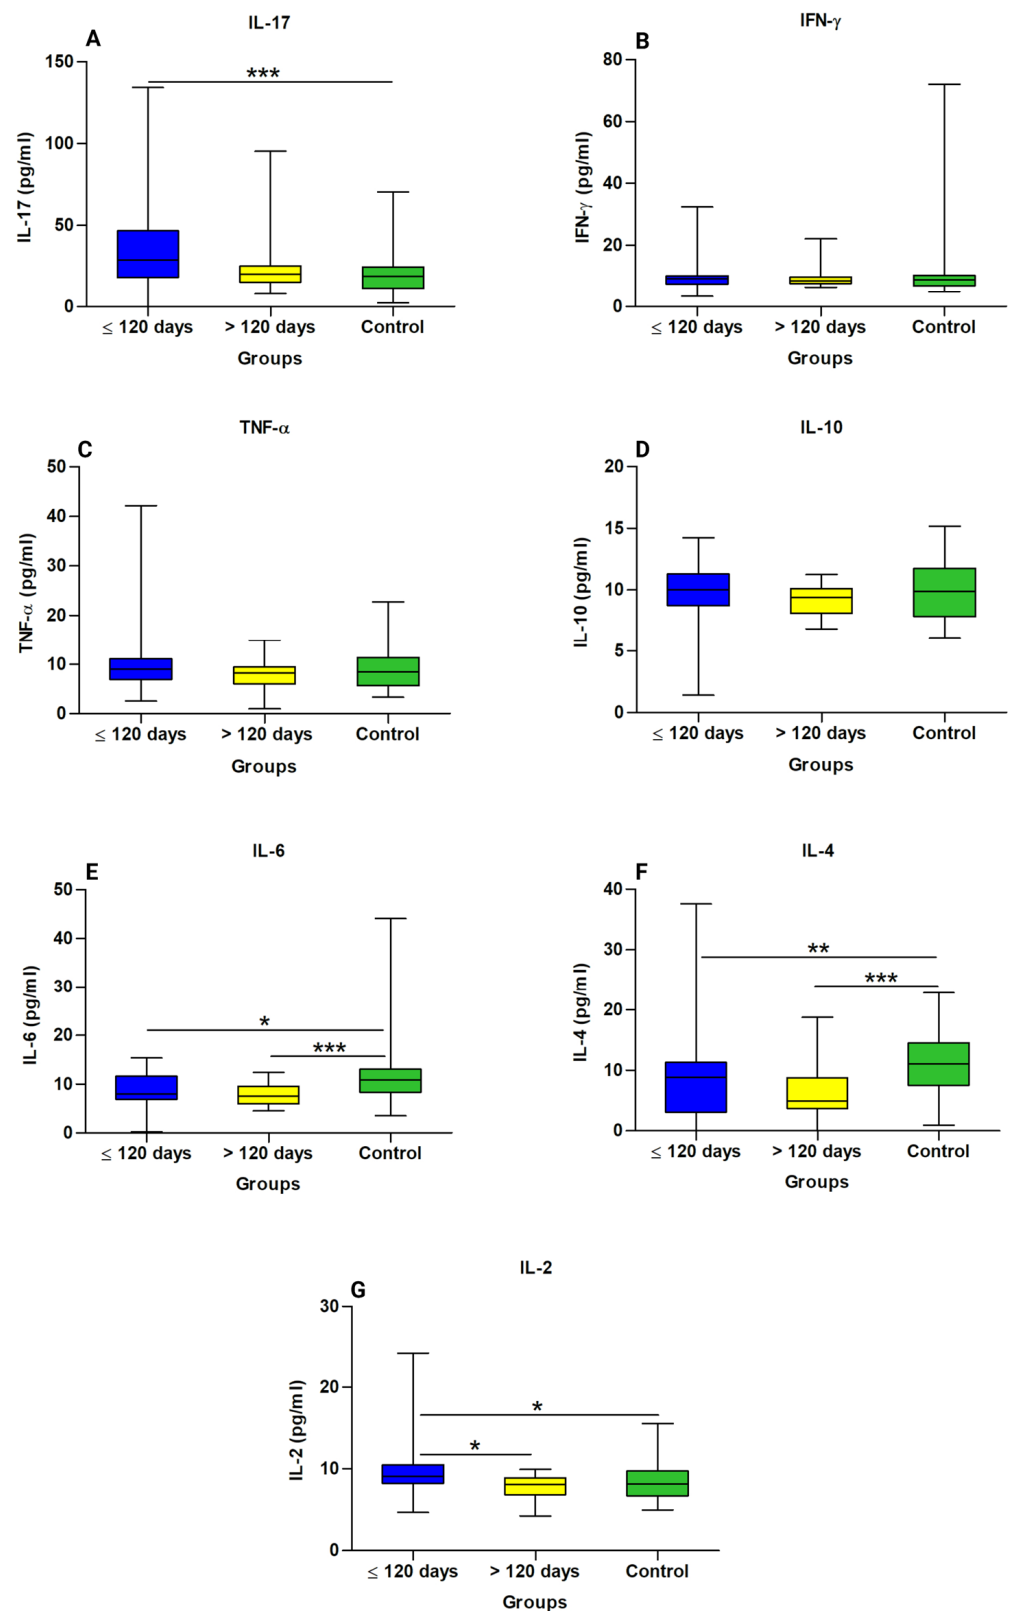 IL-17
A
IL-17 (pg/ml)
150
100
50
0
***
≤ 120 days
> 120 days
Control
Groups
IFN-γ
B
IFN-γ (pg/ml)
80
60
40
20
0
≤ 120 days
> 120 days
Control
Groups
TNF-α
C
TNF-α (pg/ml)
50
40
30
20
10
0
≤ 120 days
> 120 days
Control
Groups
IL-10
D
IL-10 (pg/ml)
20
15
10
5
0
≤ 120 days
> 120 days
Control
Groups
IL-6
E
IL-6 (pg/ml)
50
40
30
20
10
0
*
***
≤ 120 days
> 120 days
Control
Groups
IL-4
F
IL-4 (pg/ml)
40
30
20
10
0
**
***
≤ 120 days
> 120 days
Control
Groups
IL-2
G
IL-2 (pg/ml)
30
20
10
0
*
*
≤ 120 days
> 120 days
Control
Groups